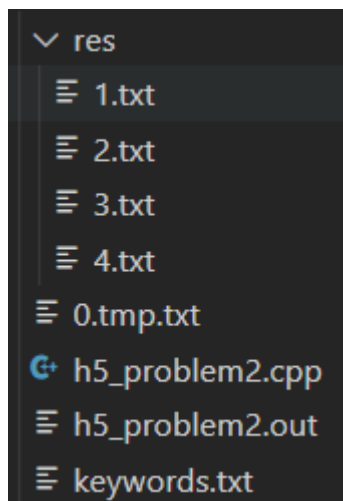 res
1.txt
2.txt
3.txt
4.txt
0.tmp.txt
h5_problem2.cpp
h5_problem2.out
keywords.txt